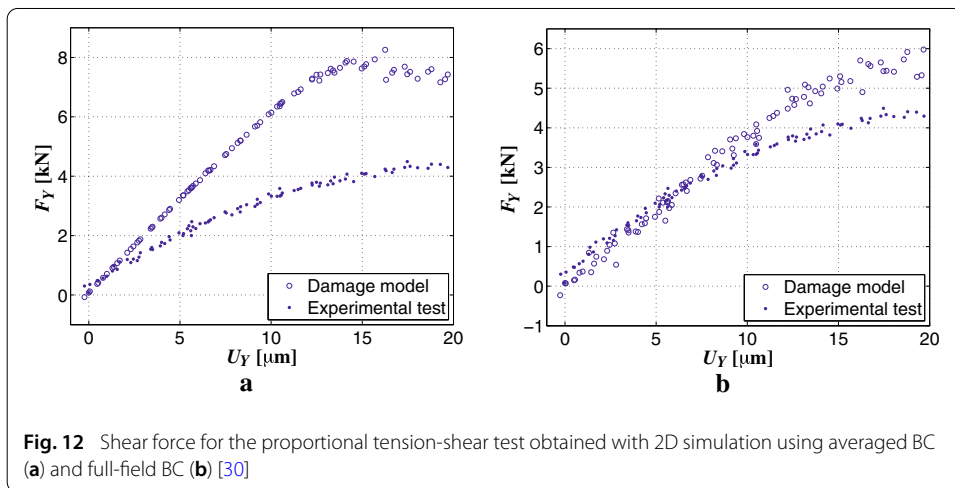 8
6
4
2
0
F_Y [kN]
0 5 10 15 20
U_Y [μm]
Damage model
Experimental test
a
6
5
4
3
2
1
0
−1
F_Y [kN]
0 5 10 15 20
U_Y [μm]
Damage model
Experimental test
b
Fig. 12 Shear force for the proportional tension-shear test obtained with 2D simulation using averaged BC
(a) and full-field BC (b) [30]